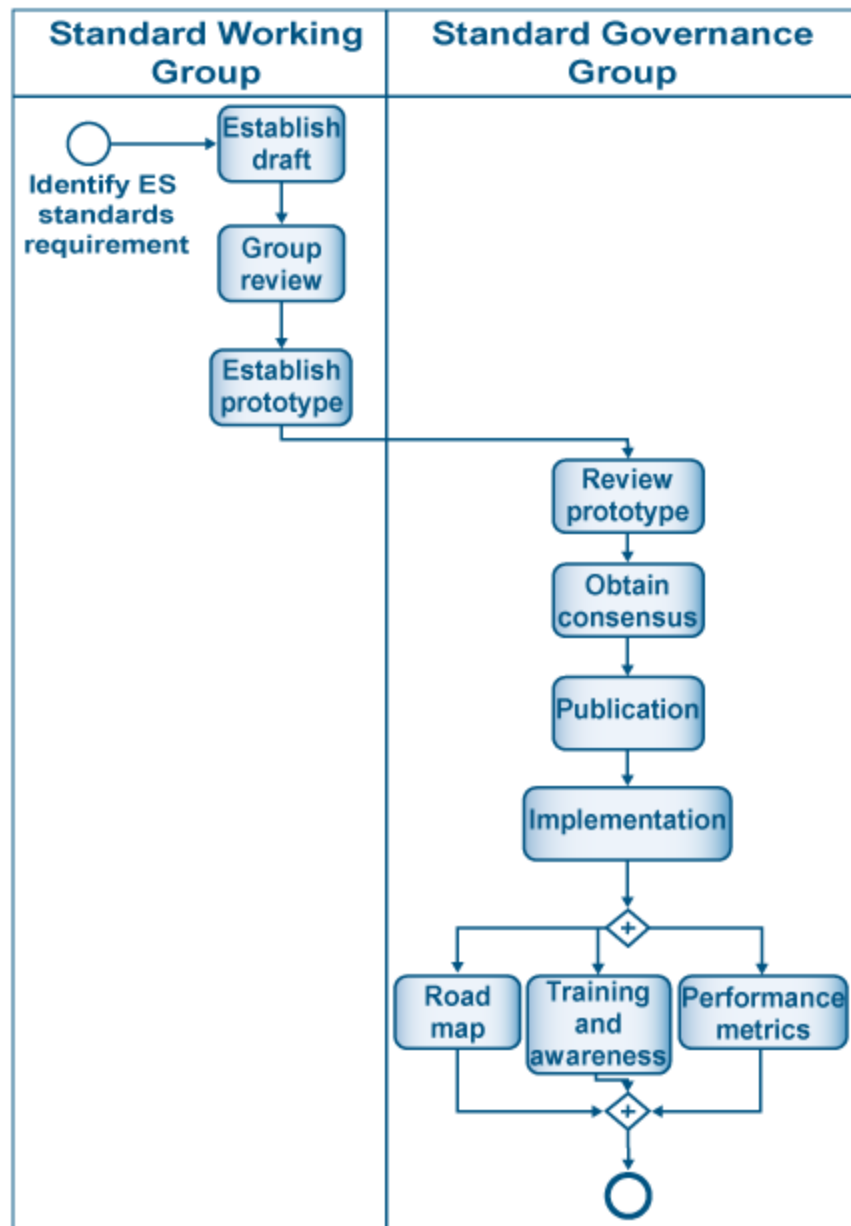 Standard Working
Group
Standard Governance
Group
Establish
draft
Identify ES
standards
requirement
Group
review
Establish
prototype
Review
prototype
Obtain
consensus
Publication
Implementation
+
Road
map
Training
and
awareness
Performance
metrics
+